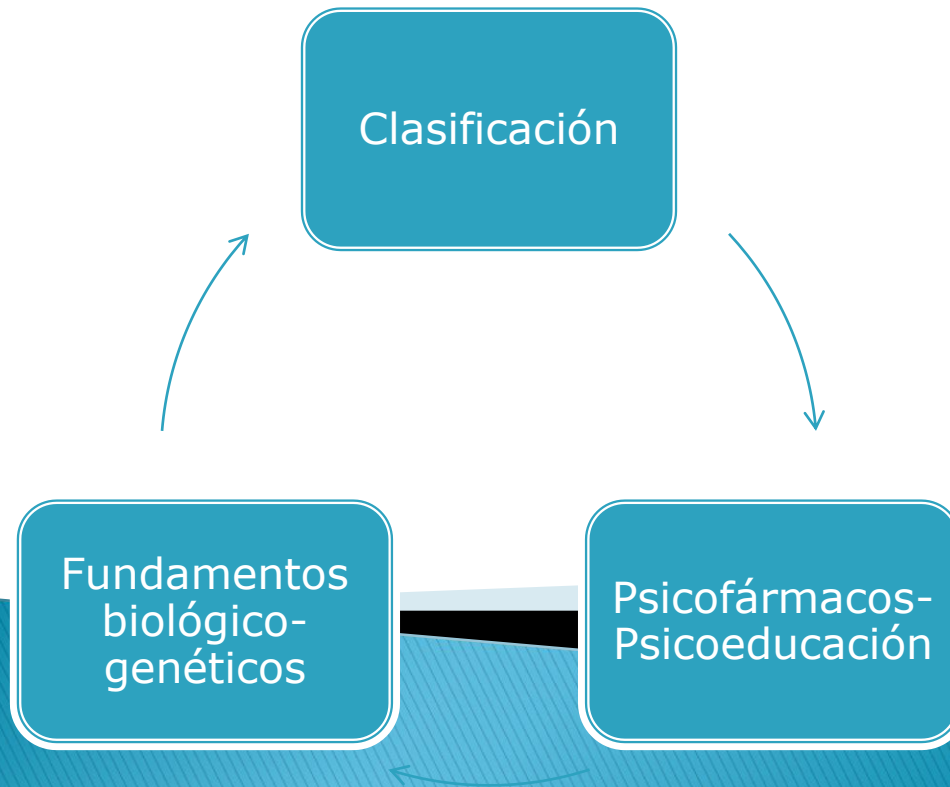 Clasificación
Fundamentos
biológico-
genéticos
Psicofármacos-
Psicoeducación